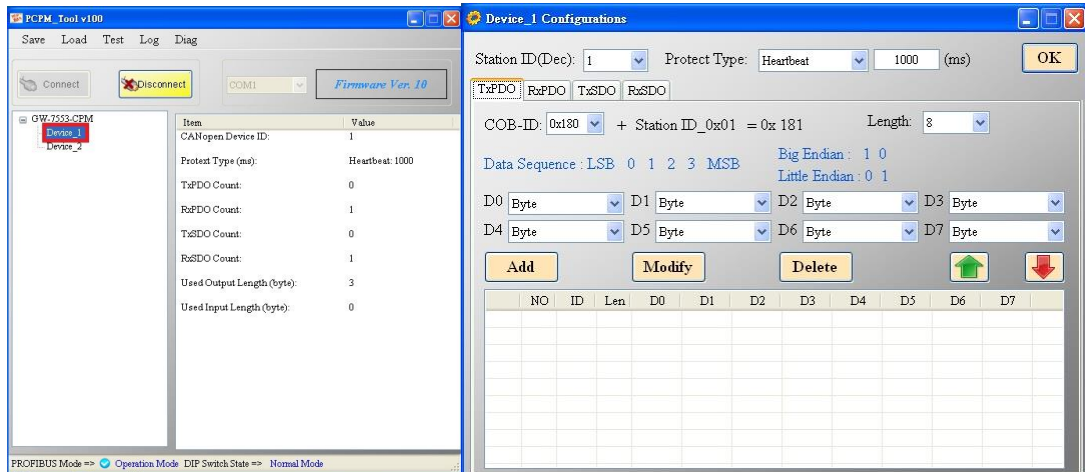 PCPM_Tool v100
Save Load Test Log Diag
Connect Disconnect COM1 Firmware Ver. 10
GW-7553-CPM
Device_1
Device_2
Item Value
CANopen Device ID: 1
Protext Type (ms): Heartbeat: 1000
TxPDO Count: 0
RxPDO Count: 1
TxSDO Count: 0
RxSDO Count: 1
Used Output Length (byte): 3
Used Input Length (byte): 0
PROFIBUS Mode => Operation Mode DIP Switch State => Normal Mode
Device_1 Configurations
Station ID(Dec): 1 Protect Type: Heartbeat 1000 (ms) OK
TxPDO RxPDO TxSDO RxSDO
COB-ID: 0x180 + Station ID_0x01 = 0x 181 Length: 8
Data Sequence : LSB 0 1 2 3 MSB
Big Endian : 1 0
Little Endian : 0 1
D0 Byte D1 Byte D2 Byte D3 Byte
D4 Byte D5 Byte D6 Byte D7 Byte
Add Modify Delete
NO ID Len D0 D1 D2 D3 D4 D5 D6 D7